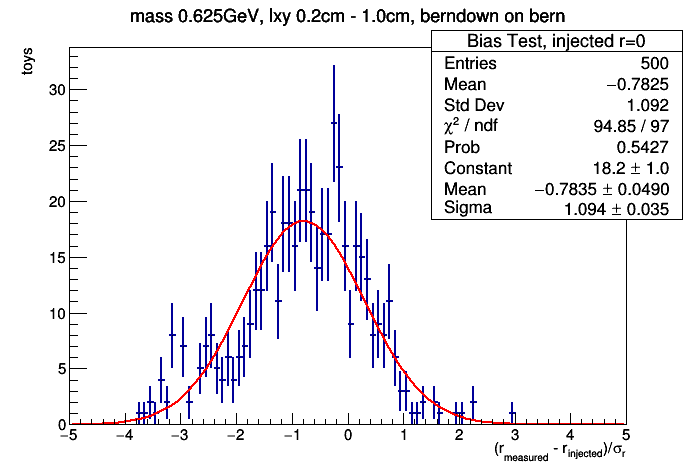 mass 0.625GeV, lxy 0.2cm - 1.0cm, berndown on bern
Bias Test, injected r=0
Entries 500
Mean −0.7825
Std Dev 1.092
χ² / ndf 94.85 / 97
Prob 0.5427
Constant 18.2 ± 1.0
Mean −0.7835 ± 0.0490
Sigma 1.094 ± 0.035
toys
30
25
20
15
10
5
0
−5 −4 −3 −2 −1 0 1 2 3 4 5
(r_measured - r_injected)/σ_r